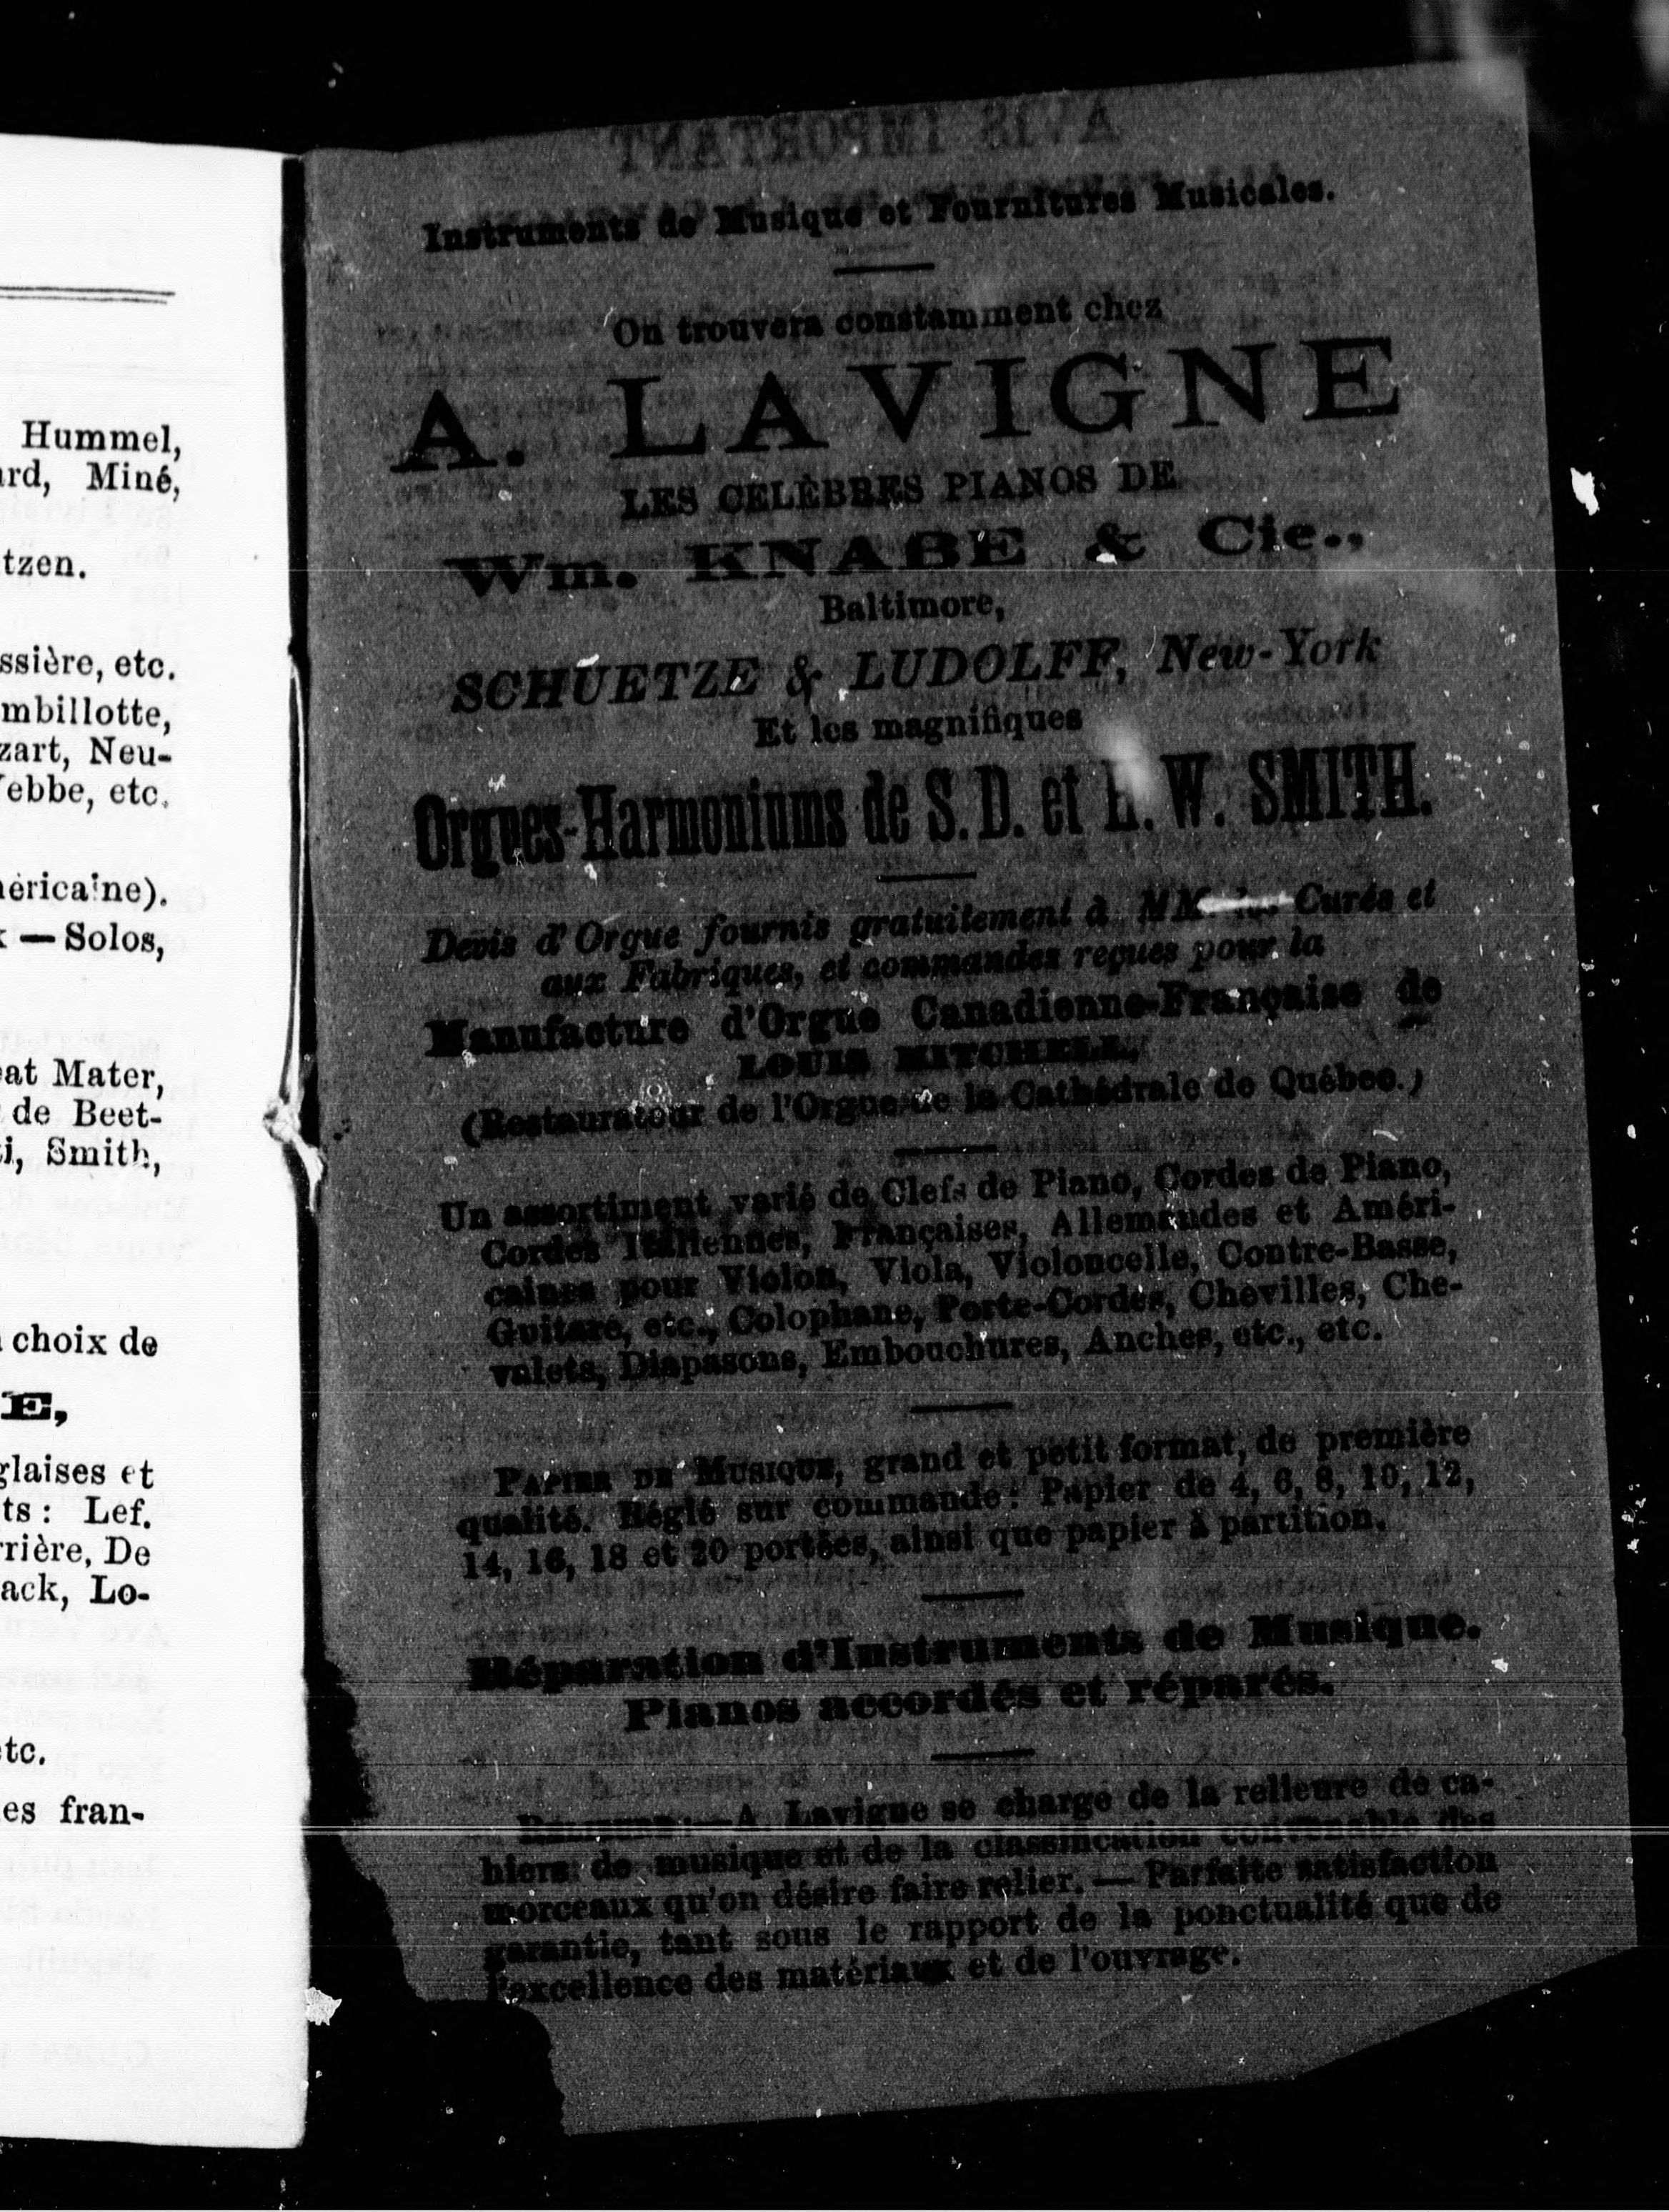 Hummel,
ard, Miné,
tzen.
ssière, etc.
mbillotte,
zart, Neu-
ebbe, etc.
éricaine).
— Solos,
at Mater,
de Beet-
i, Smith,
choix de
E,
glaises et
ts : Lef.
rrière, De
ack, Lo-
etc.
es fran-
AVIS IMPORTANT
Instruments de Musique et Fournitures Musicales.
On trouvera constamment chez
A. LAVIGNE
LES CÉLÈBRES PIANOS DE
Wm. KNABE & Cie.,
Baltimore,
SCHUETZE & LUDOLFF, New-York
Et les magnifiques
Orgues-Harmoniums de S. D. et H. W. SMITH.
Devis d'Orgue fournis gratuitement à MM. les Curés et
aux Fabriques, et commandes reçues pour la
Manufacture d'Orgue Canadienne-Française de
LOUIS MITCHELL,
(Restaurateur de l'Orgue de la Cathédrale de Québec.)
Un assortiment varié de Clefs de Piano, Cordes de Piano,
Cordes Italiennes, Françaises, Allemandes et Améri-
caines pour Violon, Viola, Violoncelle, Contre-Basse,
Guitare, etc., Colophane, Porte-Cordes, Chevilles, Che-
valets, Diapasons, Embouchures, Anches, etc., etc.
PAPIER DE MUSIQUE, grand et petit format, de première
qualité. Réglé sur commande : Papier de 4, 6, 8, 10, 12,
14, 16, 18 et 20 portées, ainsi que papier à partition.
Réparation d'Instruments de Musique.
Pianos accordés et réparés.
RELIURE :—A. Lavigne se charge de la relieure de ca-
hiers de musique et de la classification convenable des
morceaux qu'on désire faire relier. — Parfaite satisfaction
garantie, tant sous le rapport de la ponctualité que de
l'excellence des matériaux et de l'ouvrage.